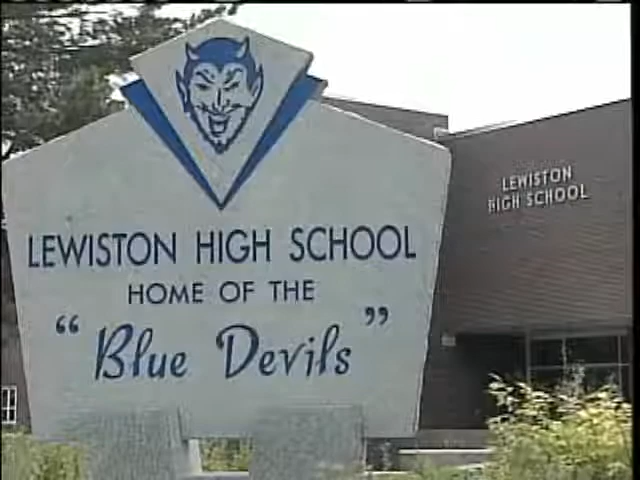 LEWISTON HIGH SCHOOL
HOME OF THE
"Blue Devils"
LEWISTON
HIGH SCHOOL